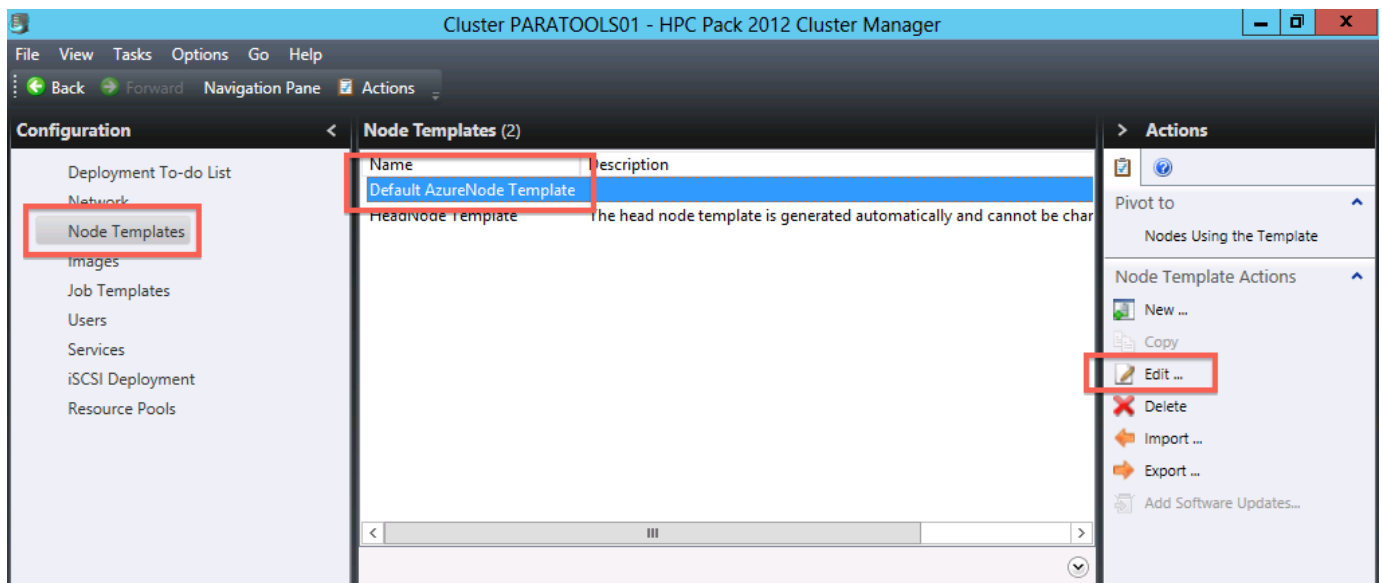 Cluster PARATOOLS01 - HPC Pack 2012 Cluster Manager
File View Tasks Options Go Help
Back Forward Navigation Pane Actions
Configuration
Deployment To-do List
Network
Node Templates
Images
Job Templates
Users
Services
iSCSI Deployment
Resource Pools
Node Templates (2)
Name Description
Default AzureNode Template
HeadNode Template The head node template is generated automatically and cannot be char
Actions
Pivot to
Nodes Using the Template
Node Template Actions
New ...
Copy
Edit ...
Delete
Import ...
Export ...
Add Software Updates...